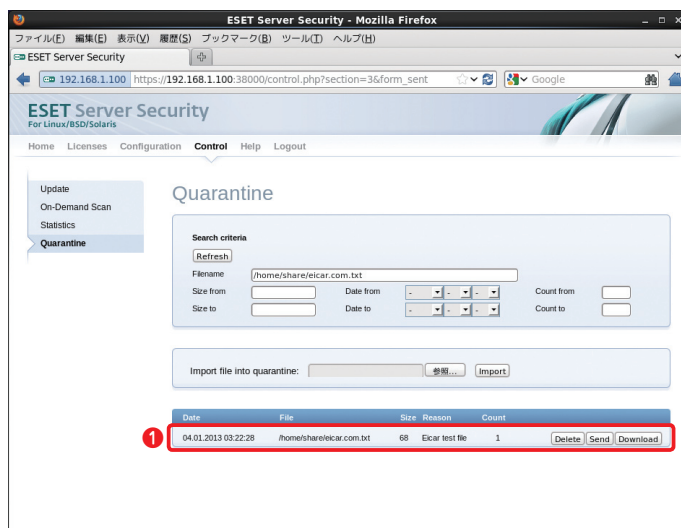 ESET Server Security - Mozilla Firefox
ファイル(F) 編集(E) 表示(V) 履歴(S) ブックマーク(B) ツール(T) ヘルプ(H)
ESET Server Security
192.168.1.100 https://192.168.1.100:38000/control.php?section=3&form_sent Google
ESET Server Security
For Linux/BSD/Solaris
Home Licenses Configuration Control Help Logout
Update
On-Demand Scan
Statistics
Quarantine
Quarantine
Search criteria
Refresh
Filename /home/share/eicar.com.txt
Size from Date from - - - Count from
Size to Date to - - - Count to
Import file into quarantine: 参照... Import
Date File Size Reason Count
1 04.01.2013 03:22:28 /home/share/eicar.com.txt 68 Eicar test file 1 Delete Send Download